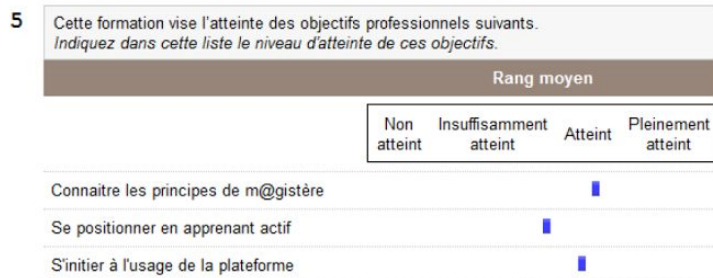 5
Cette formation vise l'atteinte des objectifs professionnels suivants.
Indiquez dans cette liste le niveau d'atteinte de ces objectifs.
Rang moyen
Non Insuffisamment Atteint Pleinement
atteint atteint atteint
Connaitre les principes de m@gistère
Se positionner en apprenant actif
S'initier à l'usage de la plateforme